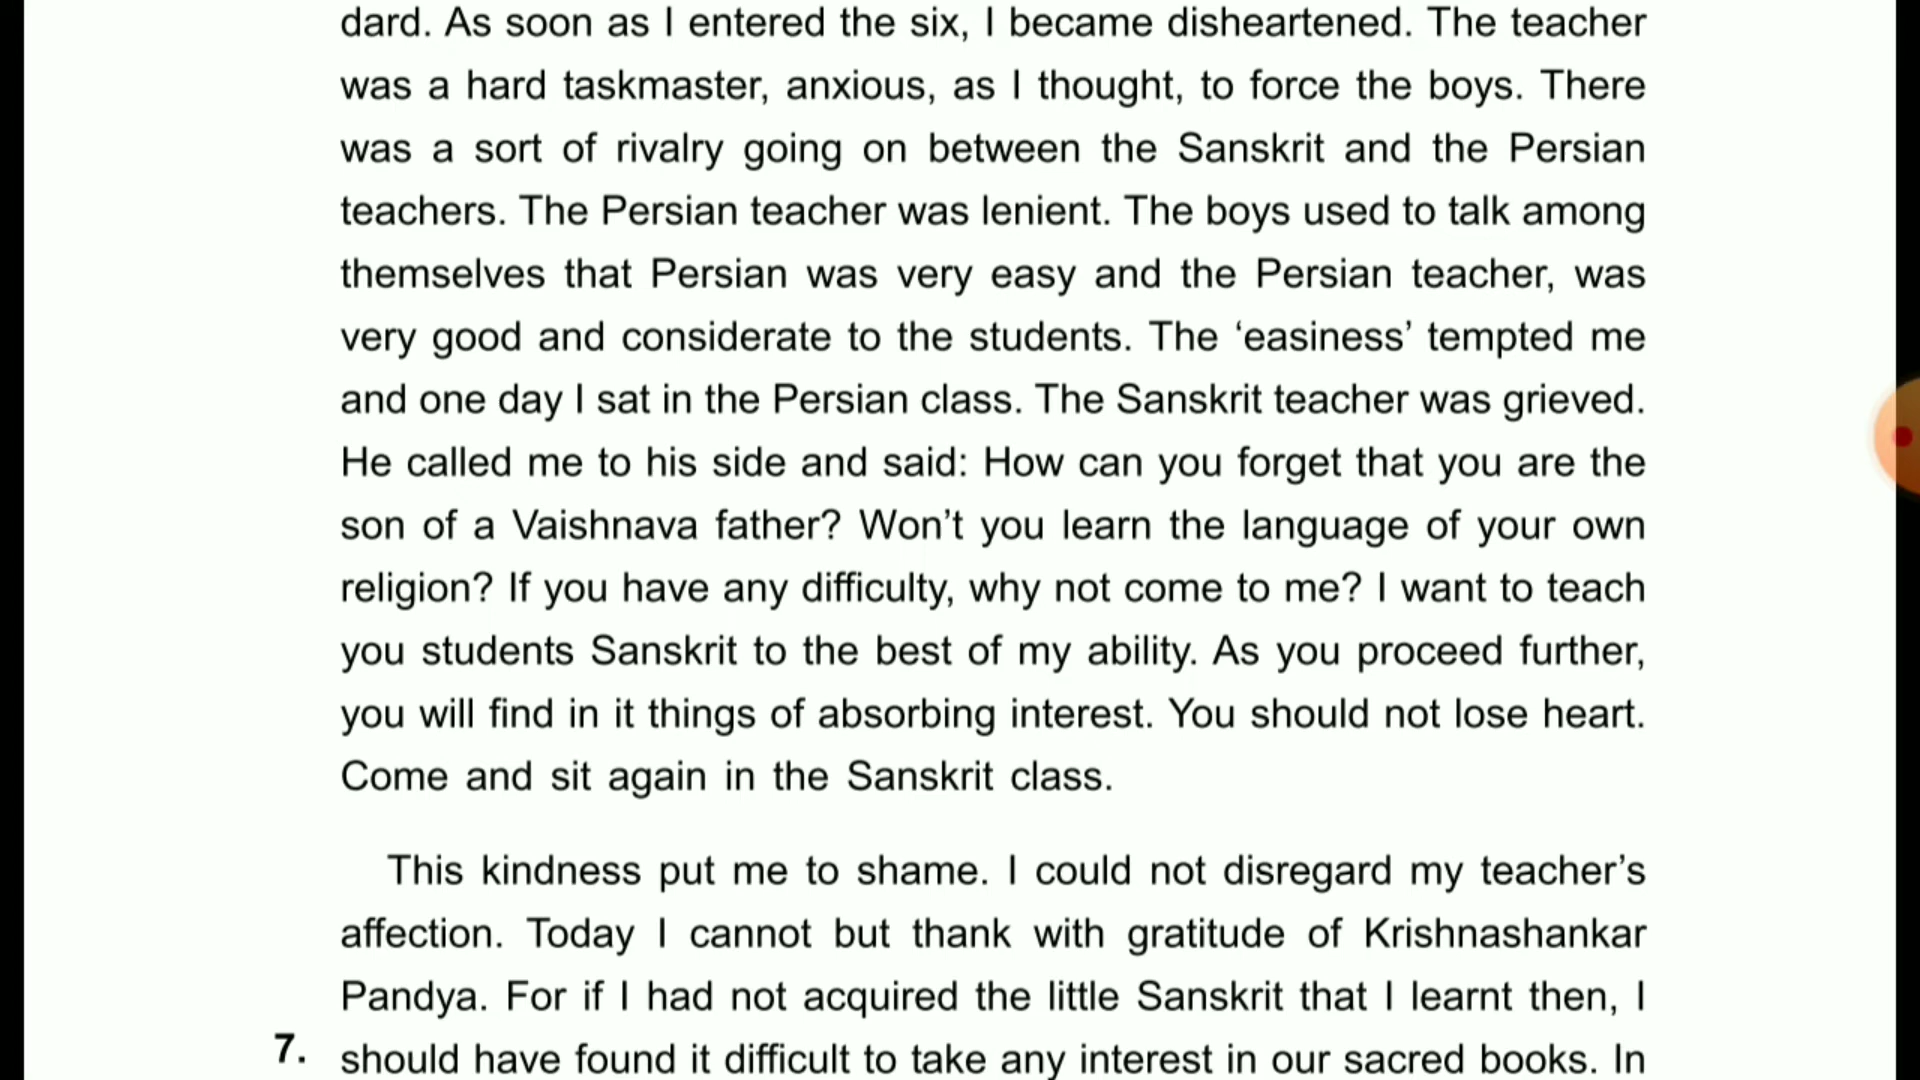 dard. As soon as I entered the six, I became disheartened. The teacher
was a hard taskmaster, anxious, as I thought, to force the boys. There
was a sort of rivalry going on between the Sanskrit and the Persian
teachers. The Persian teacher was lenient. The boys used to talk among
themselves that Persian was very easy and the Persian teacher, was
very good and considerate to the students. The ‘easiness’ tempted me
and one day I sat in the Persian class. The Sanskrit teacher was grieved.
He called me to his side and said: How can you forget that you are the
son of a Vaishnava father? Won’t you learn the language of your own
religion? If you have any difficulty, why not come to me? I want to teach
you students Sanskrit to the best of my ability. As you proceed further,
you will find in it things of absorbing interest. You should not lose heart.
Come and sit again in the Sanskrit class.
This kindness put me to shame. I could not disregard my teacher’s
affection. Today I cannot but thank with gratitude of Krishnashankar
Pandya. For if I had not acquired the little Sanskrit that I learnt then, I
7. should have found it difficult to take any interest in our sacred books. In